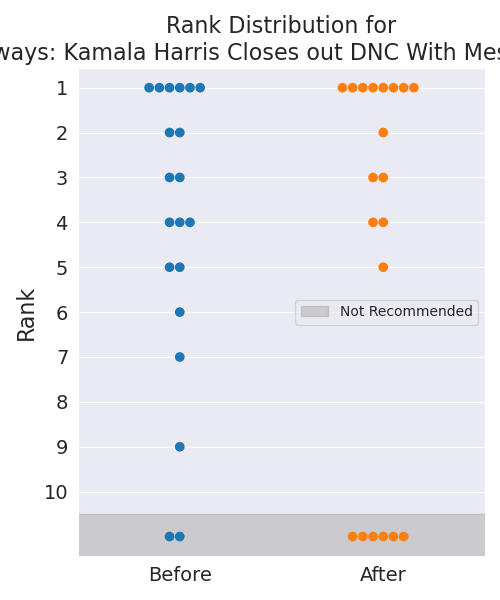 Rank Distribution for
ways: Kamala Harris Closes out DNC With Mes
1
2
3
4
5
6
7
8
9
10
Rank
Not Recommended
Before
After